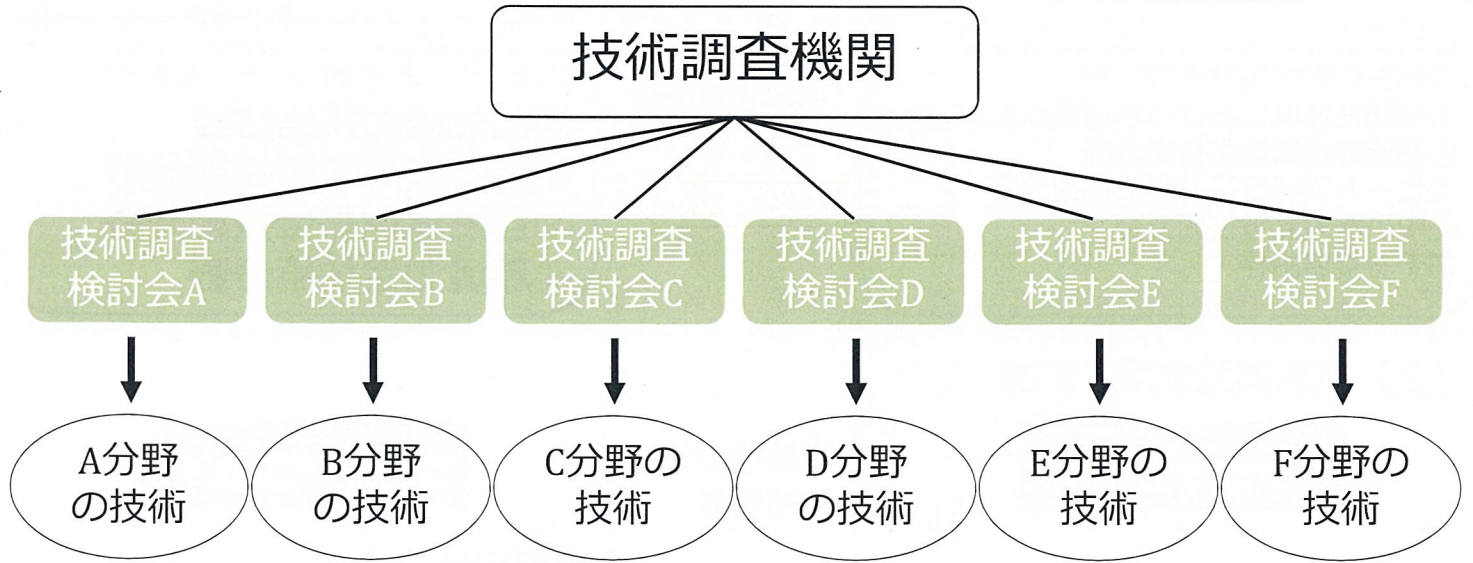 技術調査機関
技術調査
検討会A
技術調査
検討会B
技術調査
検討会C
技術調査
検討会D
技術調査
検討会E
技術調査
検討会F
A分野
の技術
B分野
の技術
C分野の
技術
D分野
の技術
E分野の
技術
F分野の
技術